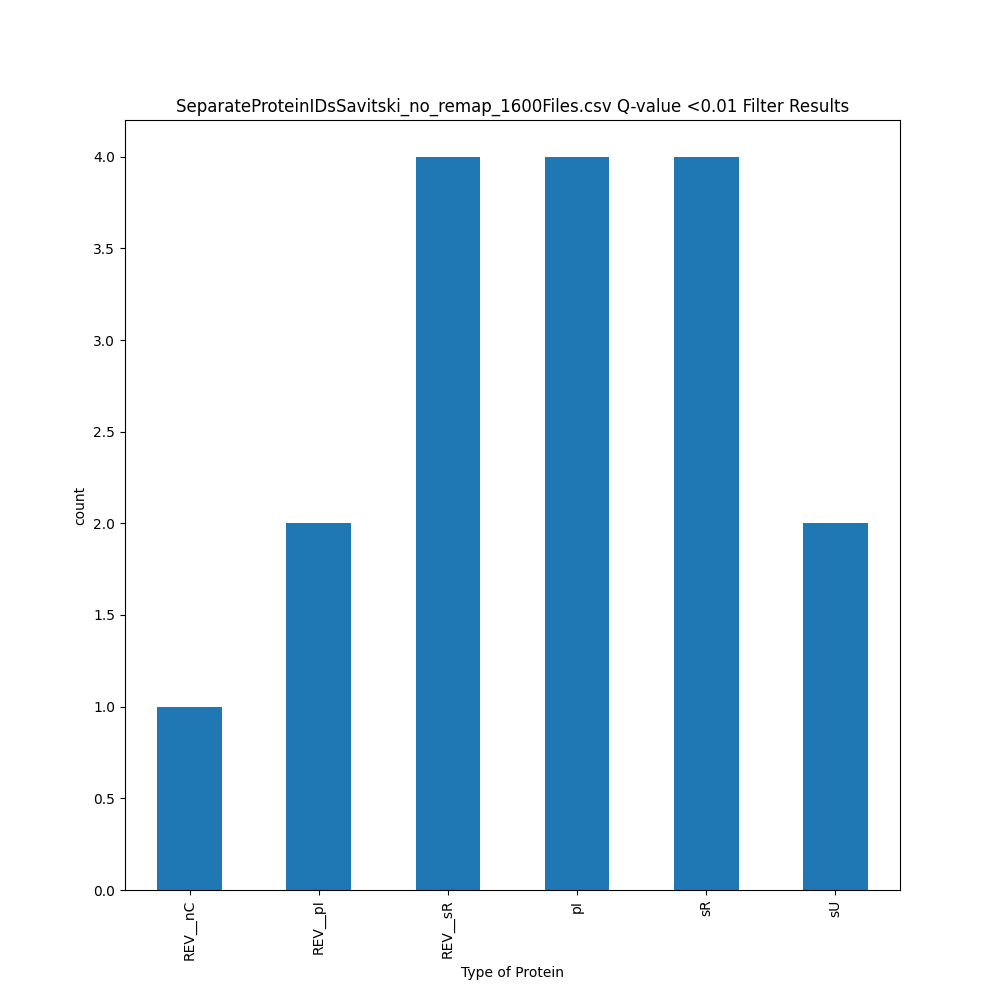 SeparateProteinIDsSavitski_no_remap_1600Files.csv Q-value <0.01 Filter Results
4.0
3.5
3.0
2.5
2.0
1.5
1.0
0.5
0.0
count
REV__nC
REV__pI
REV__sR
pI
sR
sU
Type of Protein